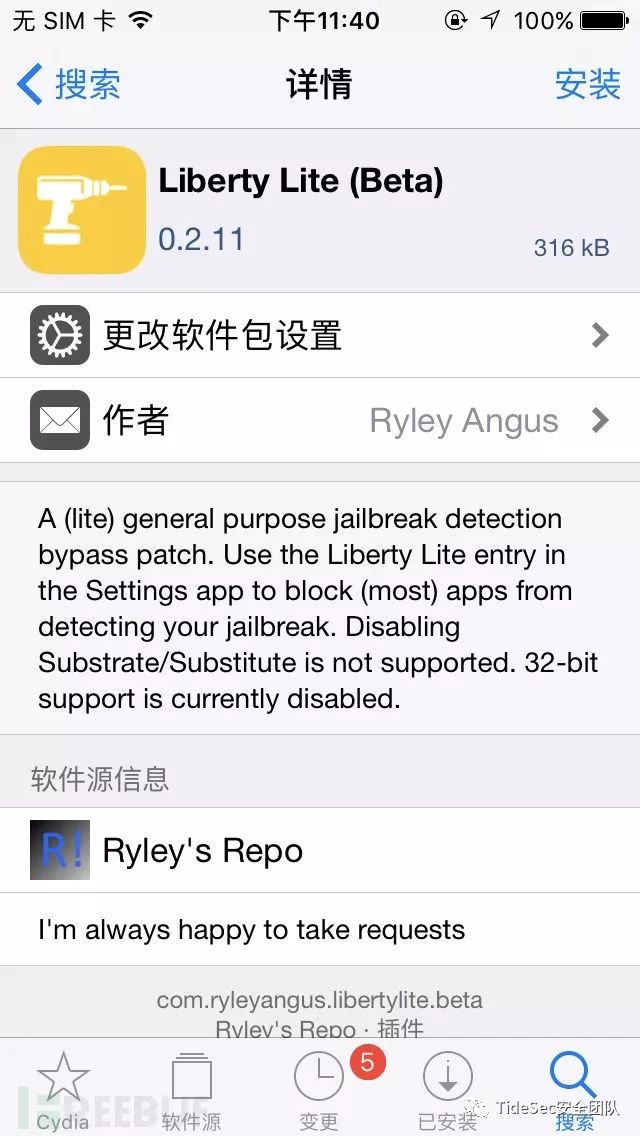 无 SIM 卡 下午11:40 100%
搜索 详情 安装
Liberty Lite (Beta)
0.2.11
316 kB
更改软件包设置
作者 Ryley Angus
A (lite) general purpose jailbreak detection
bypass patch. Use the Liberty Lite entry in
the Settings app to block (most) apps from
detecting your jailbreak. Disabling
Substrate/Substitute is not supported. 32-bit
support is currently disabled.
软件源信息
R! Ryley's Repo
I'm always happy to take requests
com.ryleyangus.libertylite.beta
Ryley's Repo · 插件
5
FREEBUF
TideSec安全团队
Cydia 软件源 变更 已安装 搜索